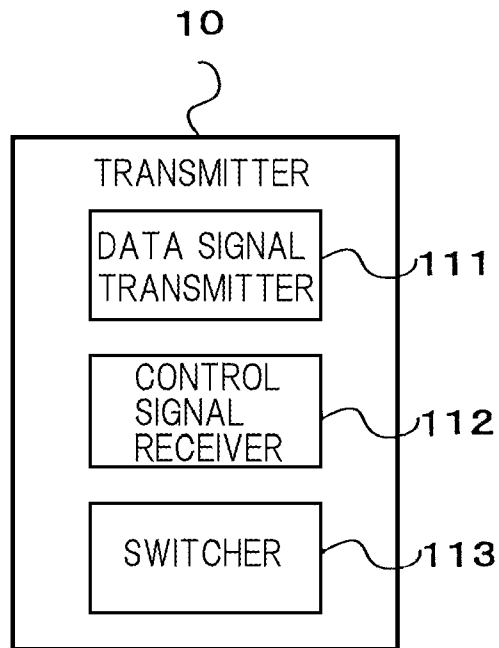 10
TRANSMITTER
DATA SIGNAL
TRANSMITTER
111
CONTROL
SIGNAL
RECEIVER
112
SWITCHER
113